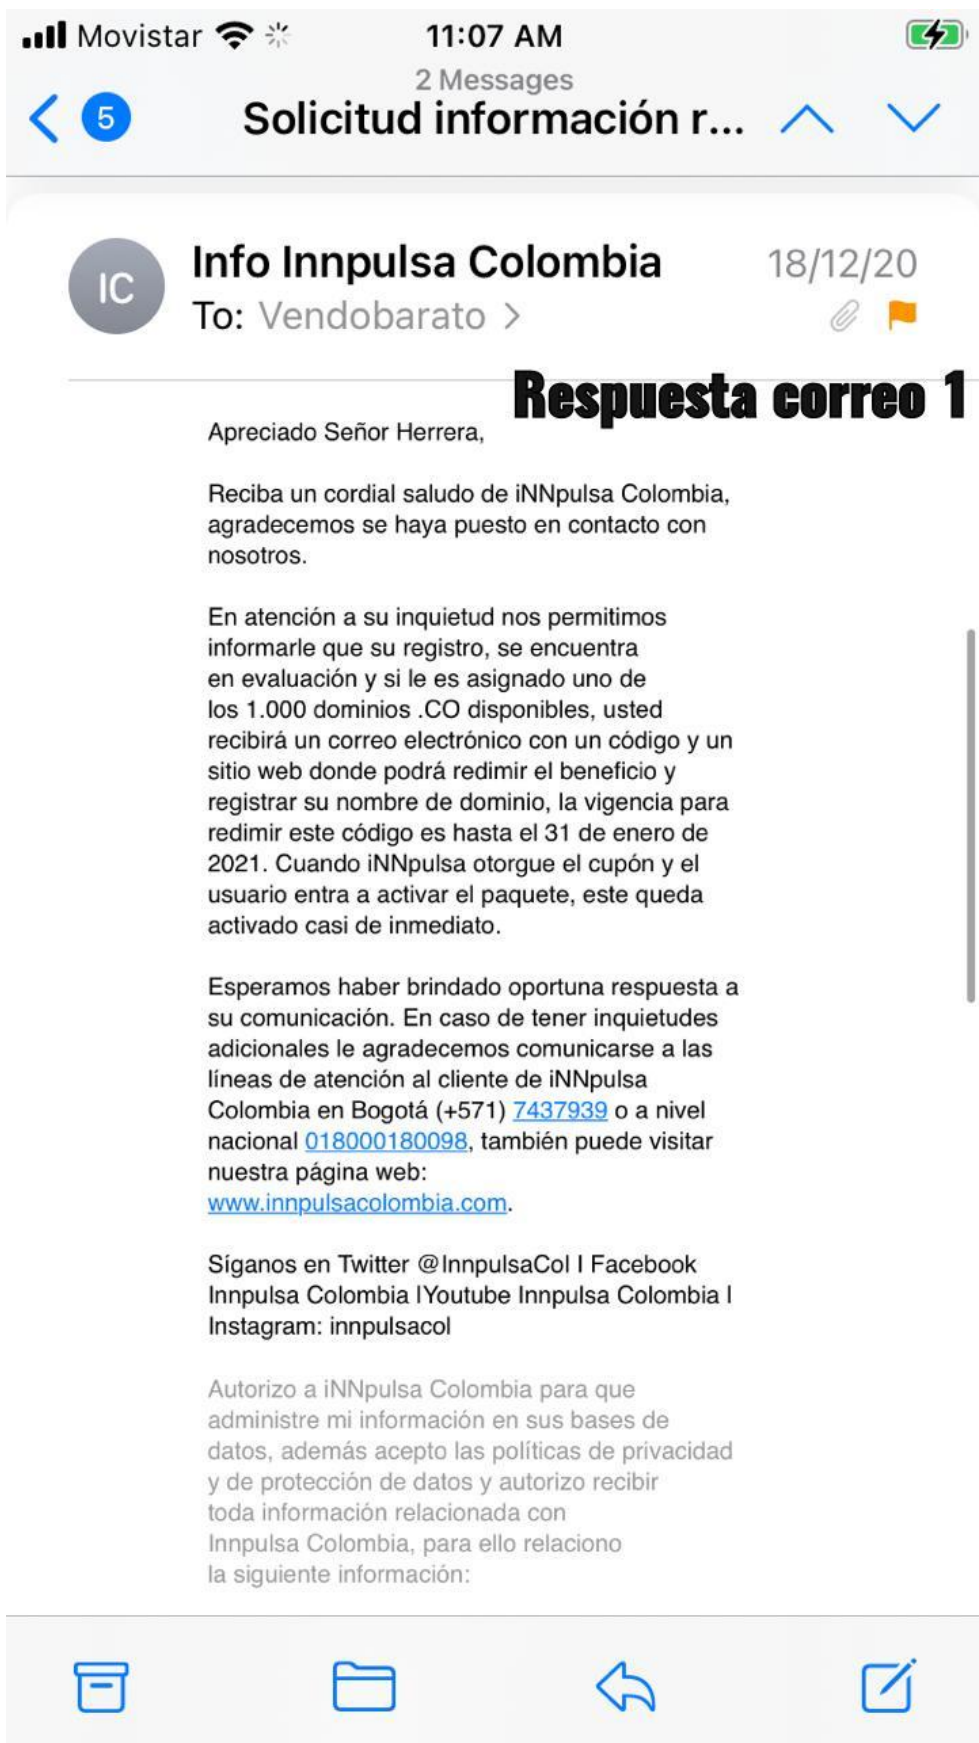 Movistar
11:07 AM
2 Messages
5
Solicitud información r...
IC
Info Innpulsa Colombia
18/12/20
To: Vendobarato >
Respuesta correo 1
Apreciado Señor Herrera,
Reciba un cordial saludo de iNNpulsa Colombia,
agradecemos se haya puesto en contacto con
nosotros.
En atención a su inquietud nos permitimos
informarle que su registro, se encuentra
en evaluación y si le es asignado uno de
los 1.000 dominios .CO disponibles, usted
recibirá un correo electrónico con un código y un
sitio web donde podrá redimir el beneficio y
registrar su nombre de dominio, la vigencia para
redimir este código es hasta el 31 de enero de
2021. Cuando iNNpulsa otorgue el cupón y el
usuario entra a activar el paquete, este queda
activado casi de inmediato.
Esperamos haber brindado oportuna respuesta a
su comunicación. En caso de tener inquietudes
adicionales le agradecemos comunicarse a las
líneas de atención al cliente de iNNpulsa
Colombia en Bogotá (+571) 7437939 o a nivel
nacional 018000180098, también puede visitar
nuestra página web:
www.innpulsacolombia.com.
Síganos en Twitter @InnpulsaCol I Facebook
Innpulsa Colombia IYoutube Innpulsa Colombia I
Instagram: innpulsacol
Autorizo a iNNpulsa Colombia para que
administre mi información en sus bases de
datos, además acepto las políticas de privacidad
y de protección de datos y autorizo recibir
toda información relacionada con
Innpulsa Colombia, para ello relaciono
la siguiente información: